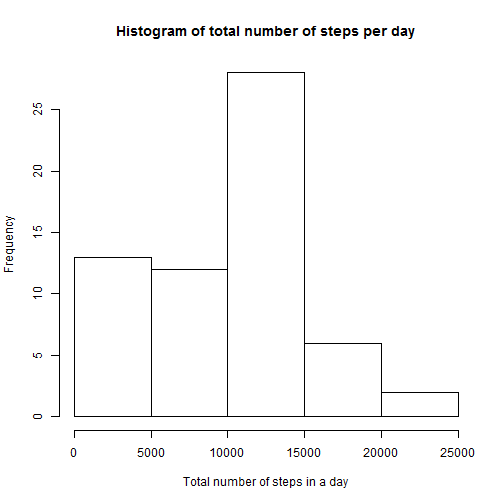 Histogram of total number of steps per day
Frequency
25
20
15
10
5
0
0 5000 10000 15000 20000 25000
Total number of steps in a day